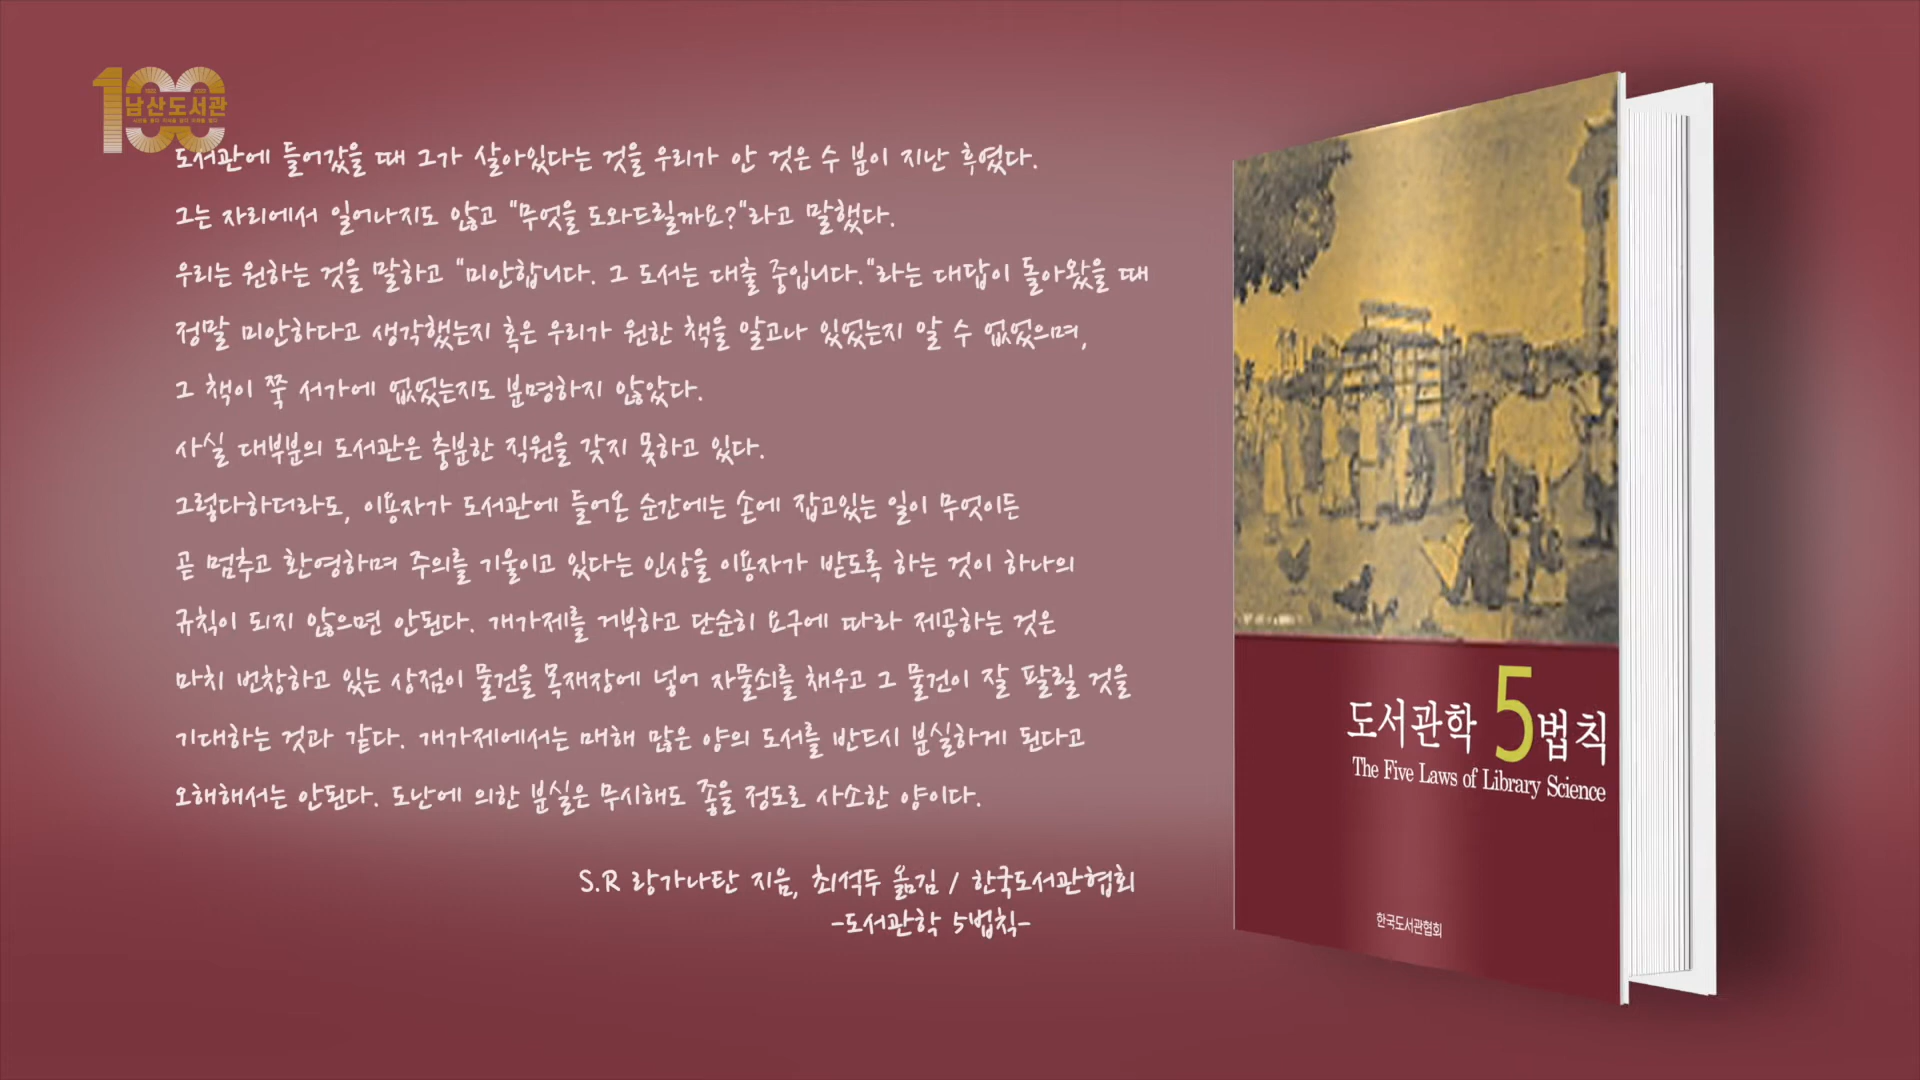 100
남산도서관
도서관에 들어갔을 때 그가 살아있다는 것을 우리가 안 것은 수 분이 지난 후였다.
그는 자리에서 일어나지도 않고 "무엇을 도와드릴까요?"라고 말했다.
우리는 원하는 것을 말하고 "미안합니다. 그 도서는 대출 중입니다."라는 대답이 돌아왔을 때
정말 미안하다고 생각했는지 혹은 우리가 원한 책을 알고나 있었는지 알 수 없었으며,
그 책이 쭉 서가에 없었는지도 분명하지 않았다.
사실 대부분의 도서관은 충분한 직원을 갖지 못하고 있다.
그렇다하더라도, 이용자가 도서관에 들어온 순간에는 손에 잡고있는 일이 무엇이든
곧 멈추고 환영하며 주의를 기울이고 있다는 인상을 이용자가 받도록 하는 것이 하나의
규칙이 되지 않으면 안된다. 개가제를 거부하고 단순히 요구에 따라 제공하는 것은
마치 번창하고 있는 상점이 물건을 목재장에 넣어 자물쇠를 채우고 그 물건이 잘 팔릴 것을
기대하는 것과 같다. 개가제에서는 매해 많은 양의 도서를 반드시 분실하게 된다고
오해해서는 안된다. 도난에 의한 분실은 무시해도 좋을 정도로 사소한 양이다.
S.R 랑가나탄 지음, 최석두 옮김 / 한국도서관협회
-도서관학 5법칙-
도서관학 5법칙
The Five Laws of Library Science
한국도서관협회